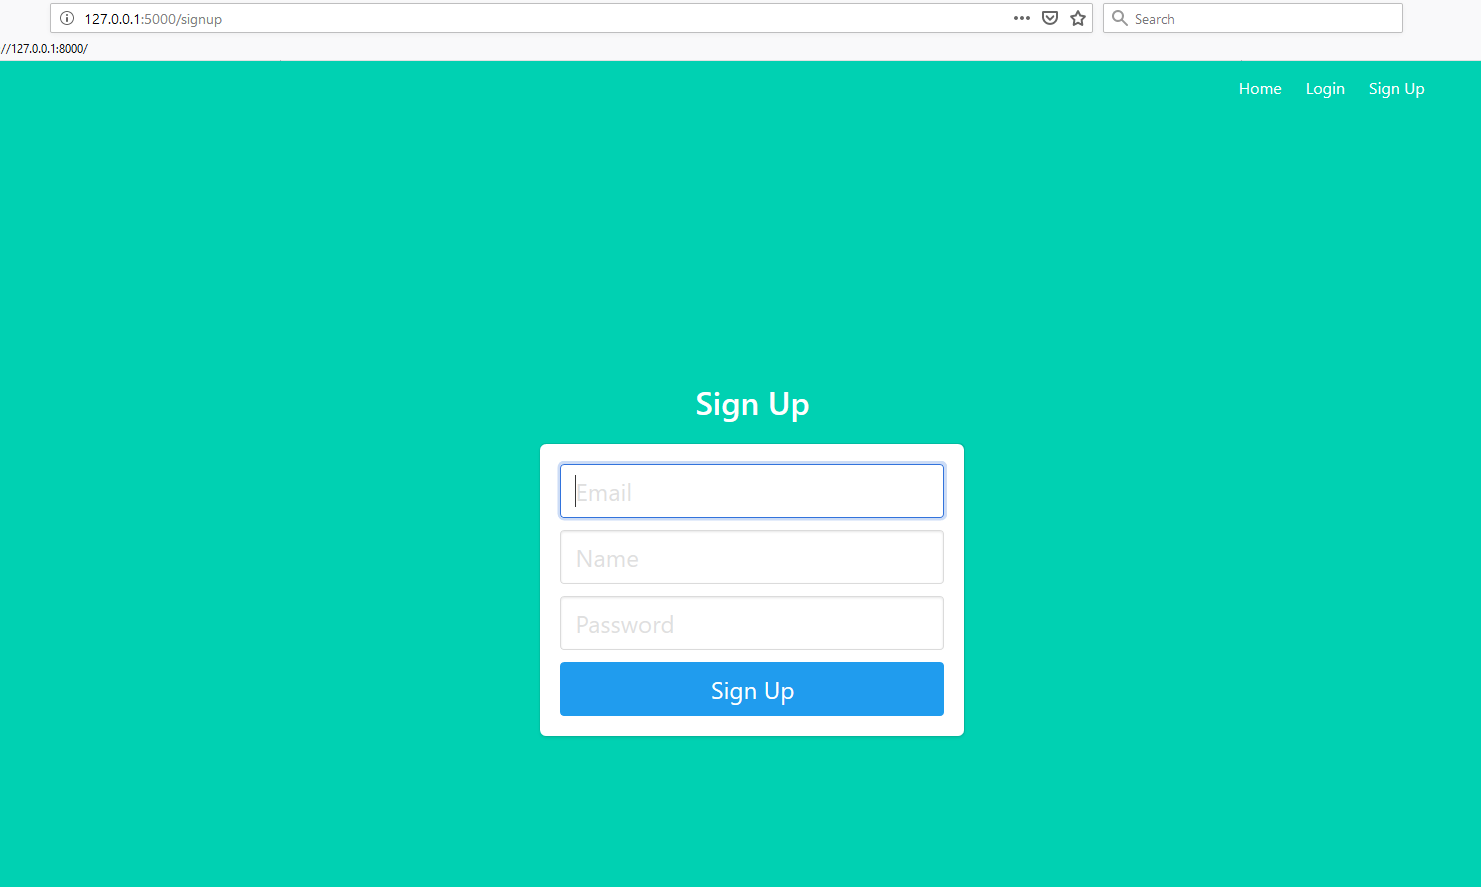 127.0.0.1:5000/signup
Search
//127.0.0.1:8000/
Home Login Sign Up
Sign Up
Email
Name
Password
Sign Up